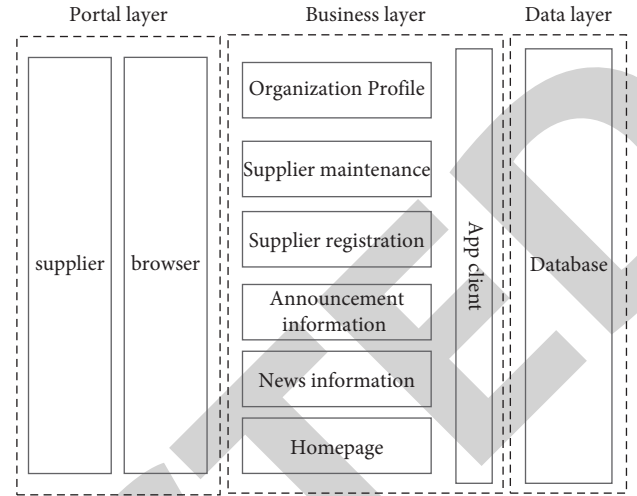 Portal layer
Business layer
Data layer
supplier
browser
Organization Profile
Supplier maintenance
Supplier registration
Announcement
information
News information
Homepage
App client
Database
TED